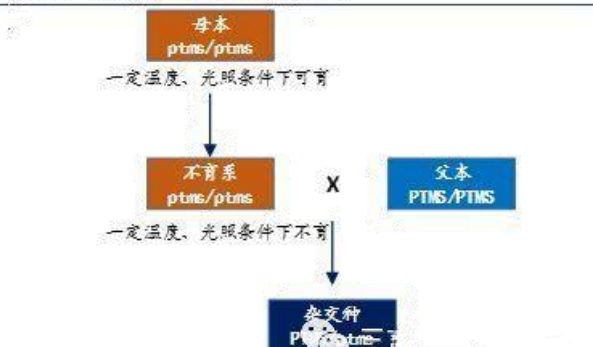 母本
ptms/ptms
一定温度、光照条件下可育
不育系
ptms/ptms
X
父本
PTMS/PTMS
一定温度、光照条件下不育
杂交种